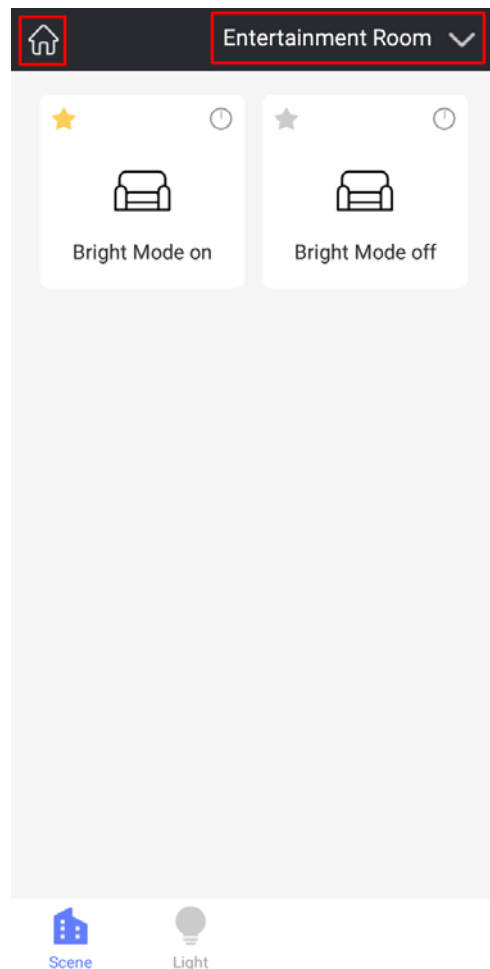 Entertainment Room
Bright Mode on
Bright Mode off
Scene
Light